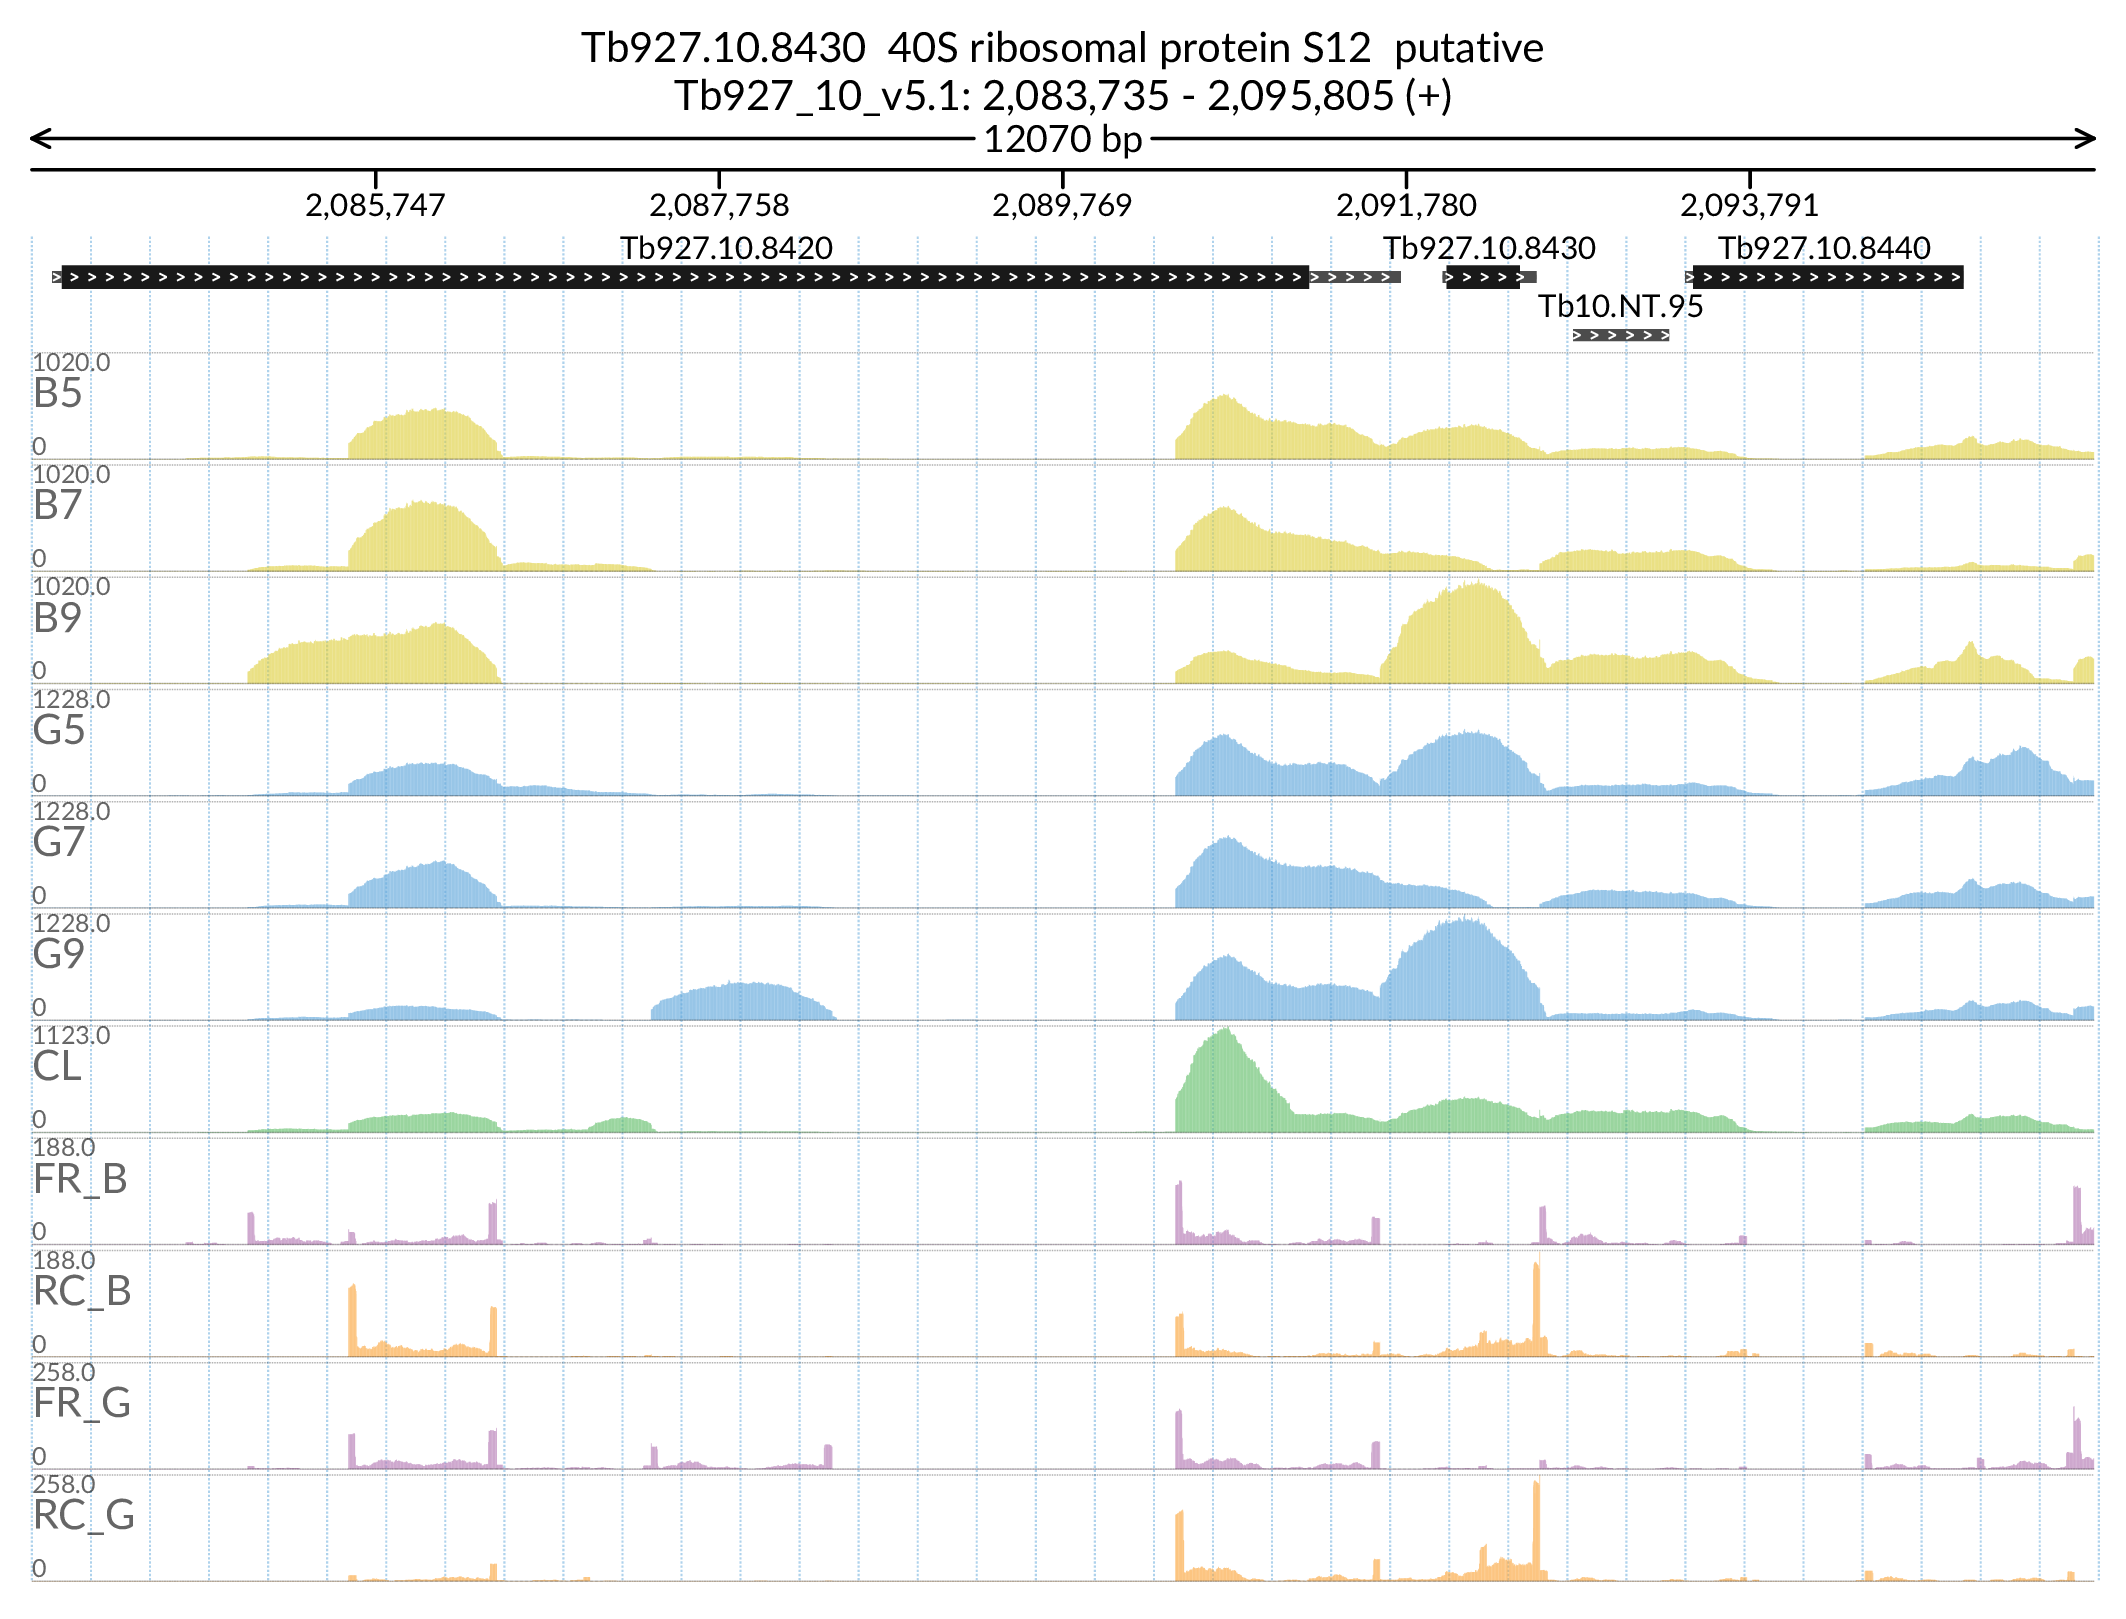 Tb927.10.8430 40S ribosomal protein S12 putative
Tb927_10_v5.1: 2,083,735 - 2,095,805 (+)
12070 bp
2,085,747 2,087,758 2,089,769 2,091,780 2,093,791
Tb927.10.8420 Tb927.10.8430 Tb927.10.8440
Tb10.NT.95
1020.0
B5
0
1020.0
B7
0
1020.0
B9
0
1228.0
G5
0
1228.0
G7
0
1228.0
G9
0
1123.0
CL
0
188.0
FR_B
0
188.0
RC_B
0
258.0
FR_G
0
258.0
RC_G
0